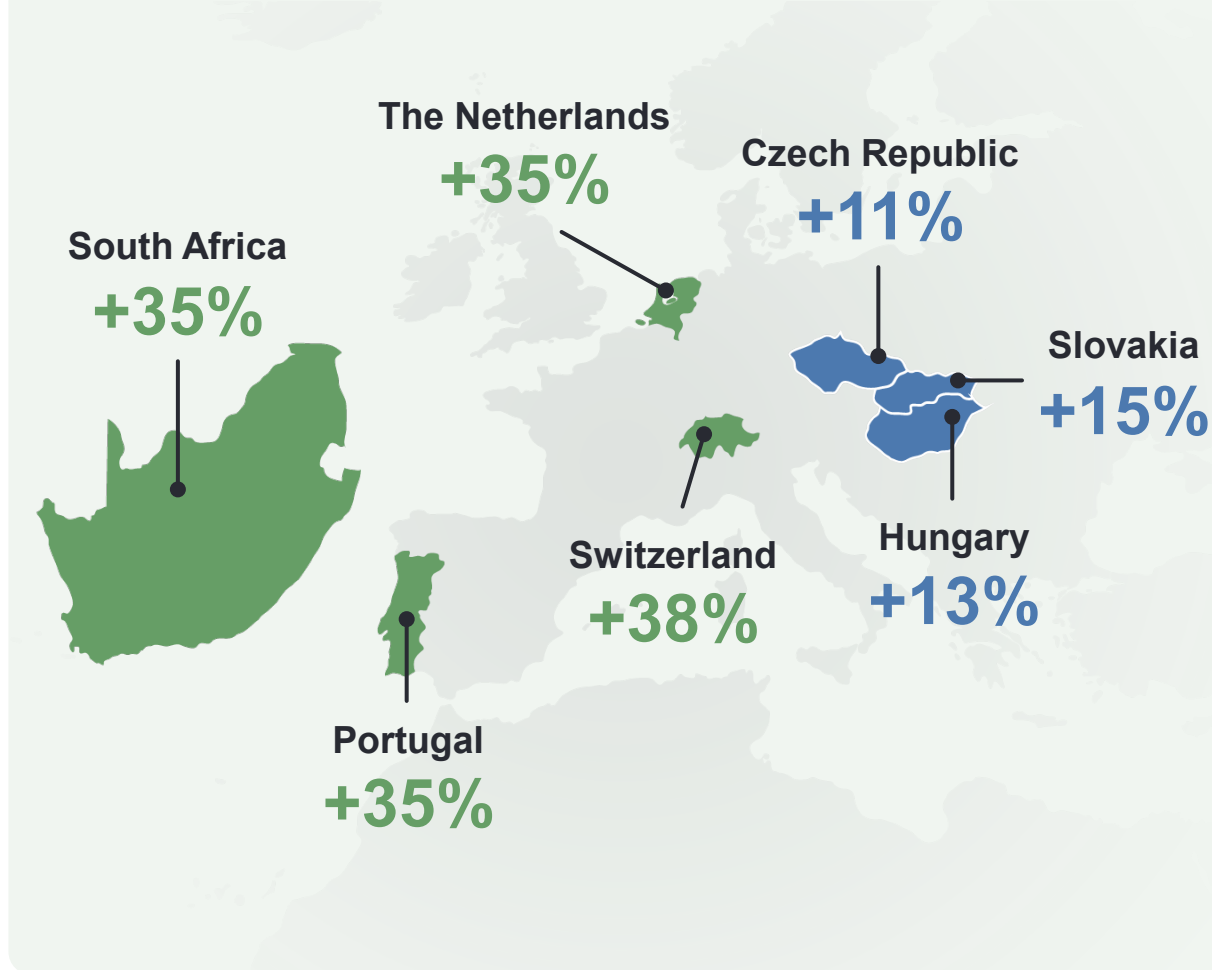 The Netherlands
+35%
Czech Republic
+11%
South Africa
+35%
Slovakia
+15%
Switzerland
+38%
Hungary
+13%
Portugal
+35%